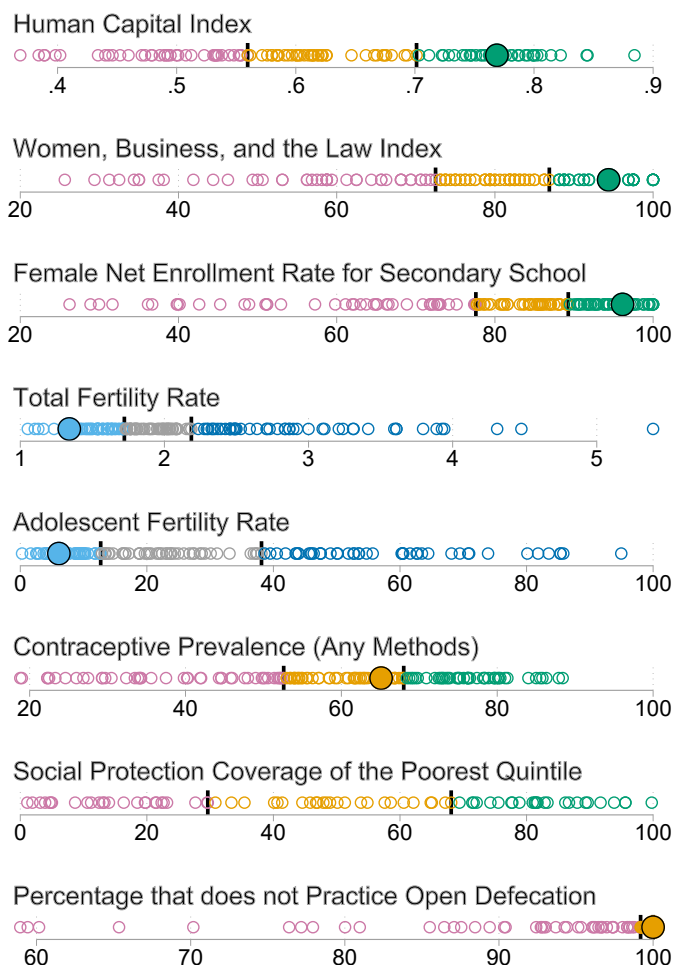 Human Capital Index
.4 .5 .6 .7 .8 .9
Women, Business, and the Law Index
20 40 60 80 100
Female Net Enrollment Rate for Secondary School
20 40 60 80 100
Total Fertility Rate
1 2 3 4 5
Adolescent Fertility Rate
0 20 40 60 80 100
Contraceptive Prevalence (Any Methods)
20 40 60 80 100
Social Protection Coverage of the Poorest Quintile
0 20 40 60 80 100
Percentage that does not Practice Open Defecation
60 70 80 90 100